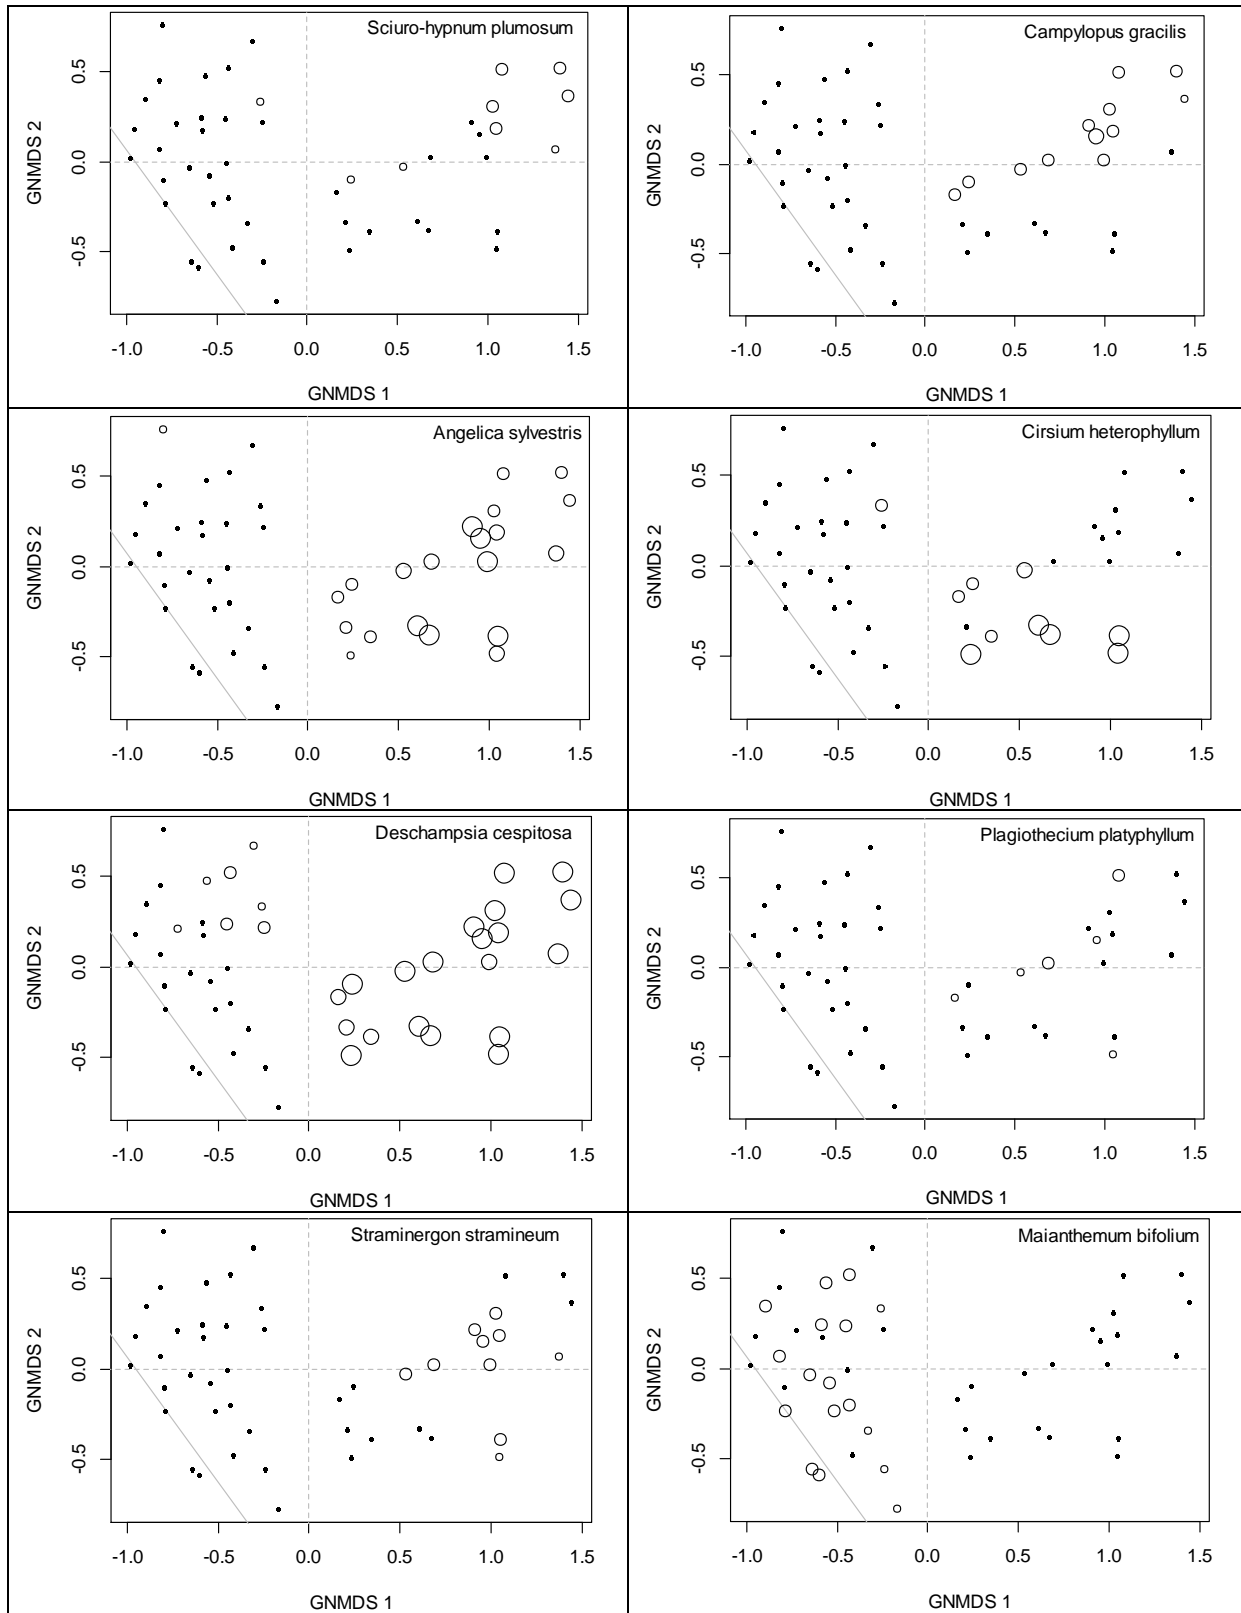 Sciuro-hypnum plumosum
GNMDS 2
0.5
0.0
-0.5
-1.0 -0.5 0.0 0.5 1.0 1.5
GNMDS 1
Campylopus gracilis
GNMDS 2
0.5
0.0
-0.5
-1.0 -0.5 0.0 0.5 1.0 1.5
GNMDS 1
Angelica sylvestris
GNMDS 2
0.5
0.0
-0.5
-1.0 -0.5 0.0 0.5 1.0 1.5
GNMDS 1
Cirsium heterophyllum
GNMDS 2
0.5
0.0
-0.5
-1.0 -0.5 0.0 0.5 1.0 1.5
GNMDS 1
Deschampsia cespitosa
GNMDS 2
0.5
0.0
-0.5
-1.0 -0.5 0.0 0.5 1.0 1.5
GNMDS 1
Plagiothecium platyphyllum
GNMDS 2
0.5
0.0
-0.5
-1.0 -0.5 0.0 0.5 1.0 1.5
GNMDS 1
Straminergon stramineum
GNMDS 2
0.5
0.0
-0.5
-1.0 -0.5 0.0 0.5 1.0 1.5
GNMDS 1
Maianthemum bifolium
GNMDS 2
0.5
0.0
-0.5
-1.0 -0.5 0.0 0.5 1.0 1.5
GNMDS 1